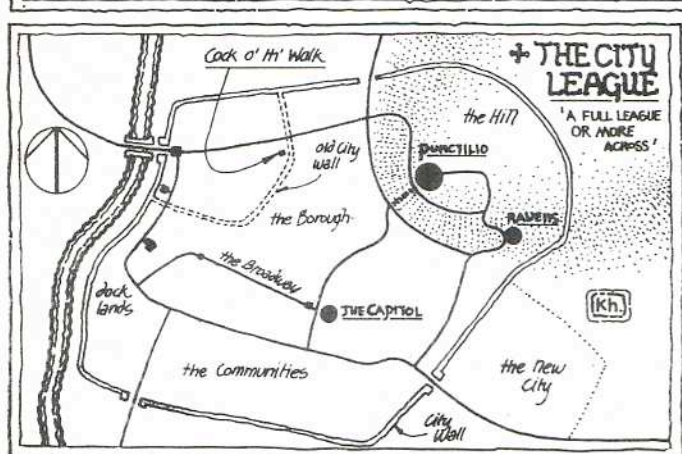 THE CITY
LEAGUE
'A FULL LEAGUE
OR MORE
ACROSS'
Cock o' th' Walk
the Hill
PUNCTILIO
old City
Wall
the Borough
RAVENS
the Broadway
dock
lands
THE CAPITOL
Kh.
the Communities
the New
City
City
Wall